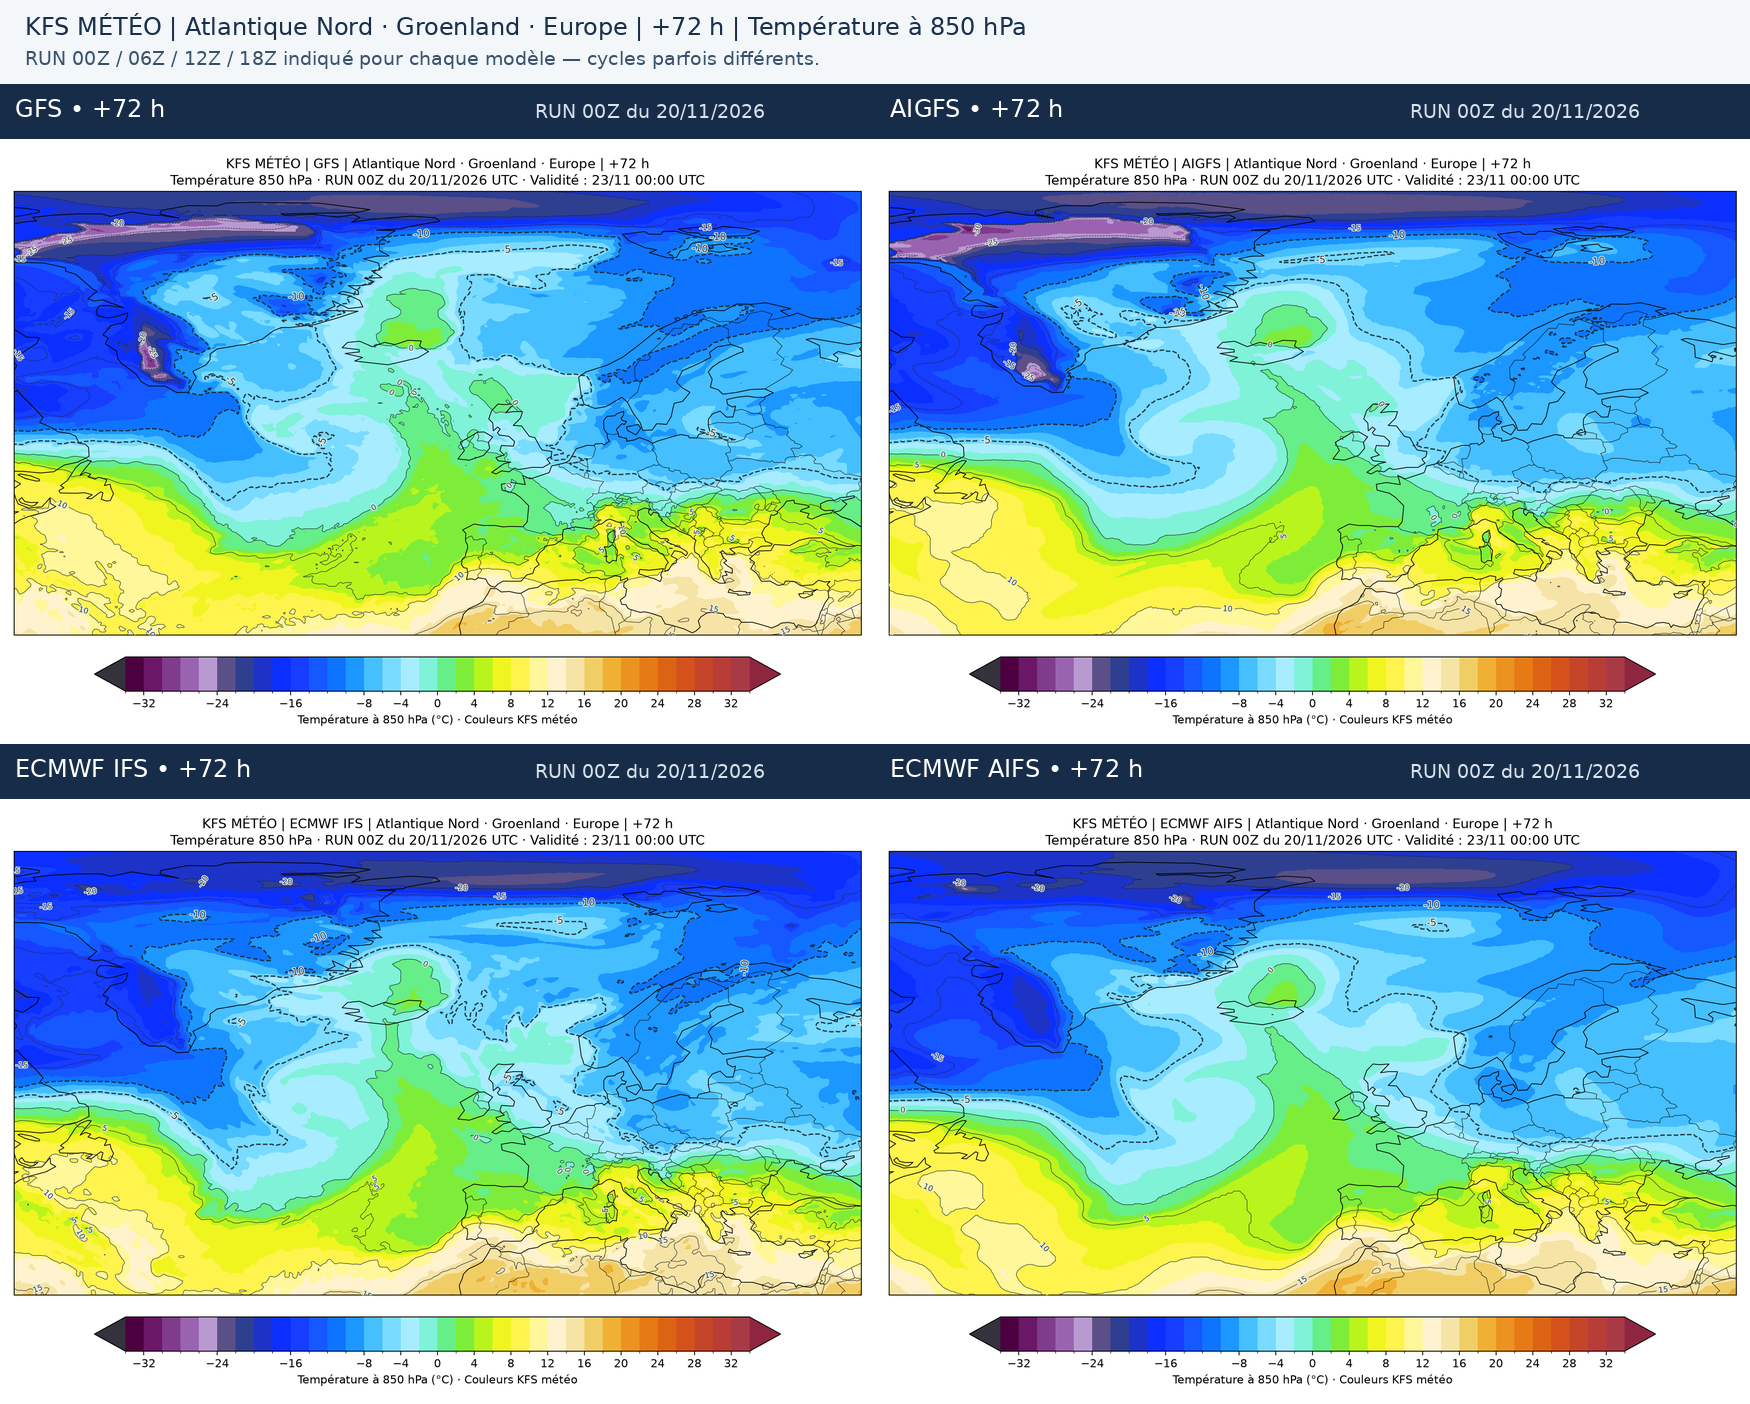 KFS MÉTÉO | Atlantique Nord · Groenland · Europe | +72 h | Température à 850 hPa
RUN 00Z / 06Z / 12Z / 18Z indiqué pour chaque modèle — cycles parfois différents.
GFS • +72 h
RUN 00Z du 20/11/2026
AIGFS • +72 h
RUN 00Z du 20/11/2026
KFS MÉTÉO | GFS | Atlantique Nord · Groenland · Europe | +72 h
Température 850 hPa · RUN 00Z du 20/11/2026 UTC · Validité : 23/11 00:00 UTC
KFS MÉTÉO | AIGFS | Atlantique Nord · Groenland · Europe | +72 h
Température 850 hPa · RUN 00Z du 20/11/2026 UTC · Validité : 23/11 00:00 UTC
−32 −24 −16 −8 −4 0 4 8 12 16 20 24 28 32
Température à 850 hPa (°C) · Couleurs KFS météo
−32 −24 −16 −8 −4 0 4 8 12 16 20 24 28 32
Température à 850 hPa (°C) · Couleurs KFS météo
ECMWF IFS • +72 h
RUN 00Z du 20/11/2026
ECMWF AIFS • +72 h
RUN 00Z du 20/11/2026
KFS MÉTÉO | ECMWF IFS | Atlantique Nord · Groenland · Europe | +72 h
Température 850 hPa · RUN 00Z du 20/11/2026 UTC · Validité : 23/11 00:00 UTC
KFS MÉTÉO | ECMWF AIFS | Atlantique Nord · Groenland · Europe | +72 h
Température 850 hPa · RUN 00Z du 20/11/2026 UTC · Validité : 23/11 00:00 UTC
−32 −24 −16 −8 −4 0 4 8 12 16 20 24 28 32
Température à 850 hPa (°C) · Couleurs KFS météo
−32 −24 −16 −8 −4 0 4 8 12 16 20 24 28 32
Température à 850 hPa (°C) · Couleurs KFS météo